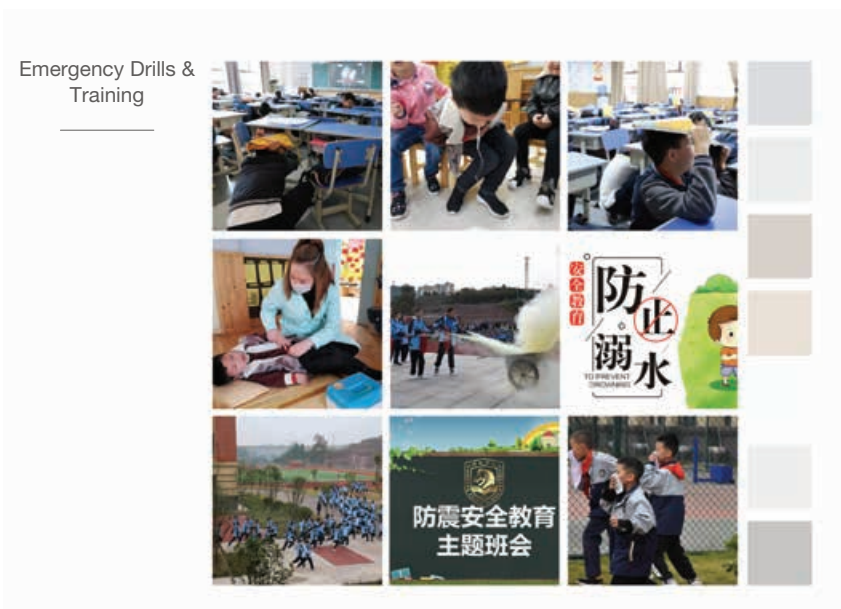 Emergency Drills &
Training
安全教育
防止
溺水
TO PREVENT
DROWNING
防震安全教育
主题班会